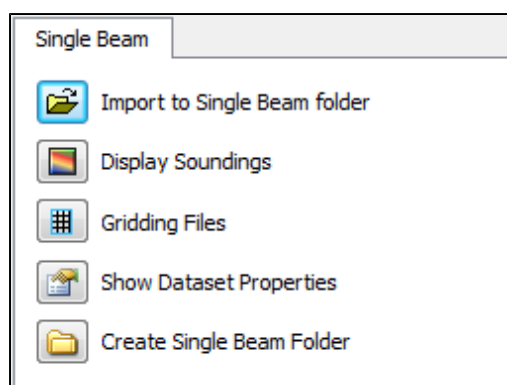 Single Beam
Import to Single Beam folder
Display Soundings
Gridding Files
Show Dataset Properties
Create Single Beam Folder